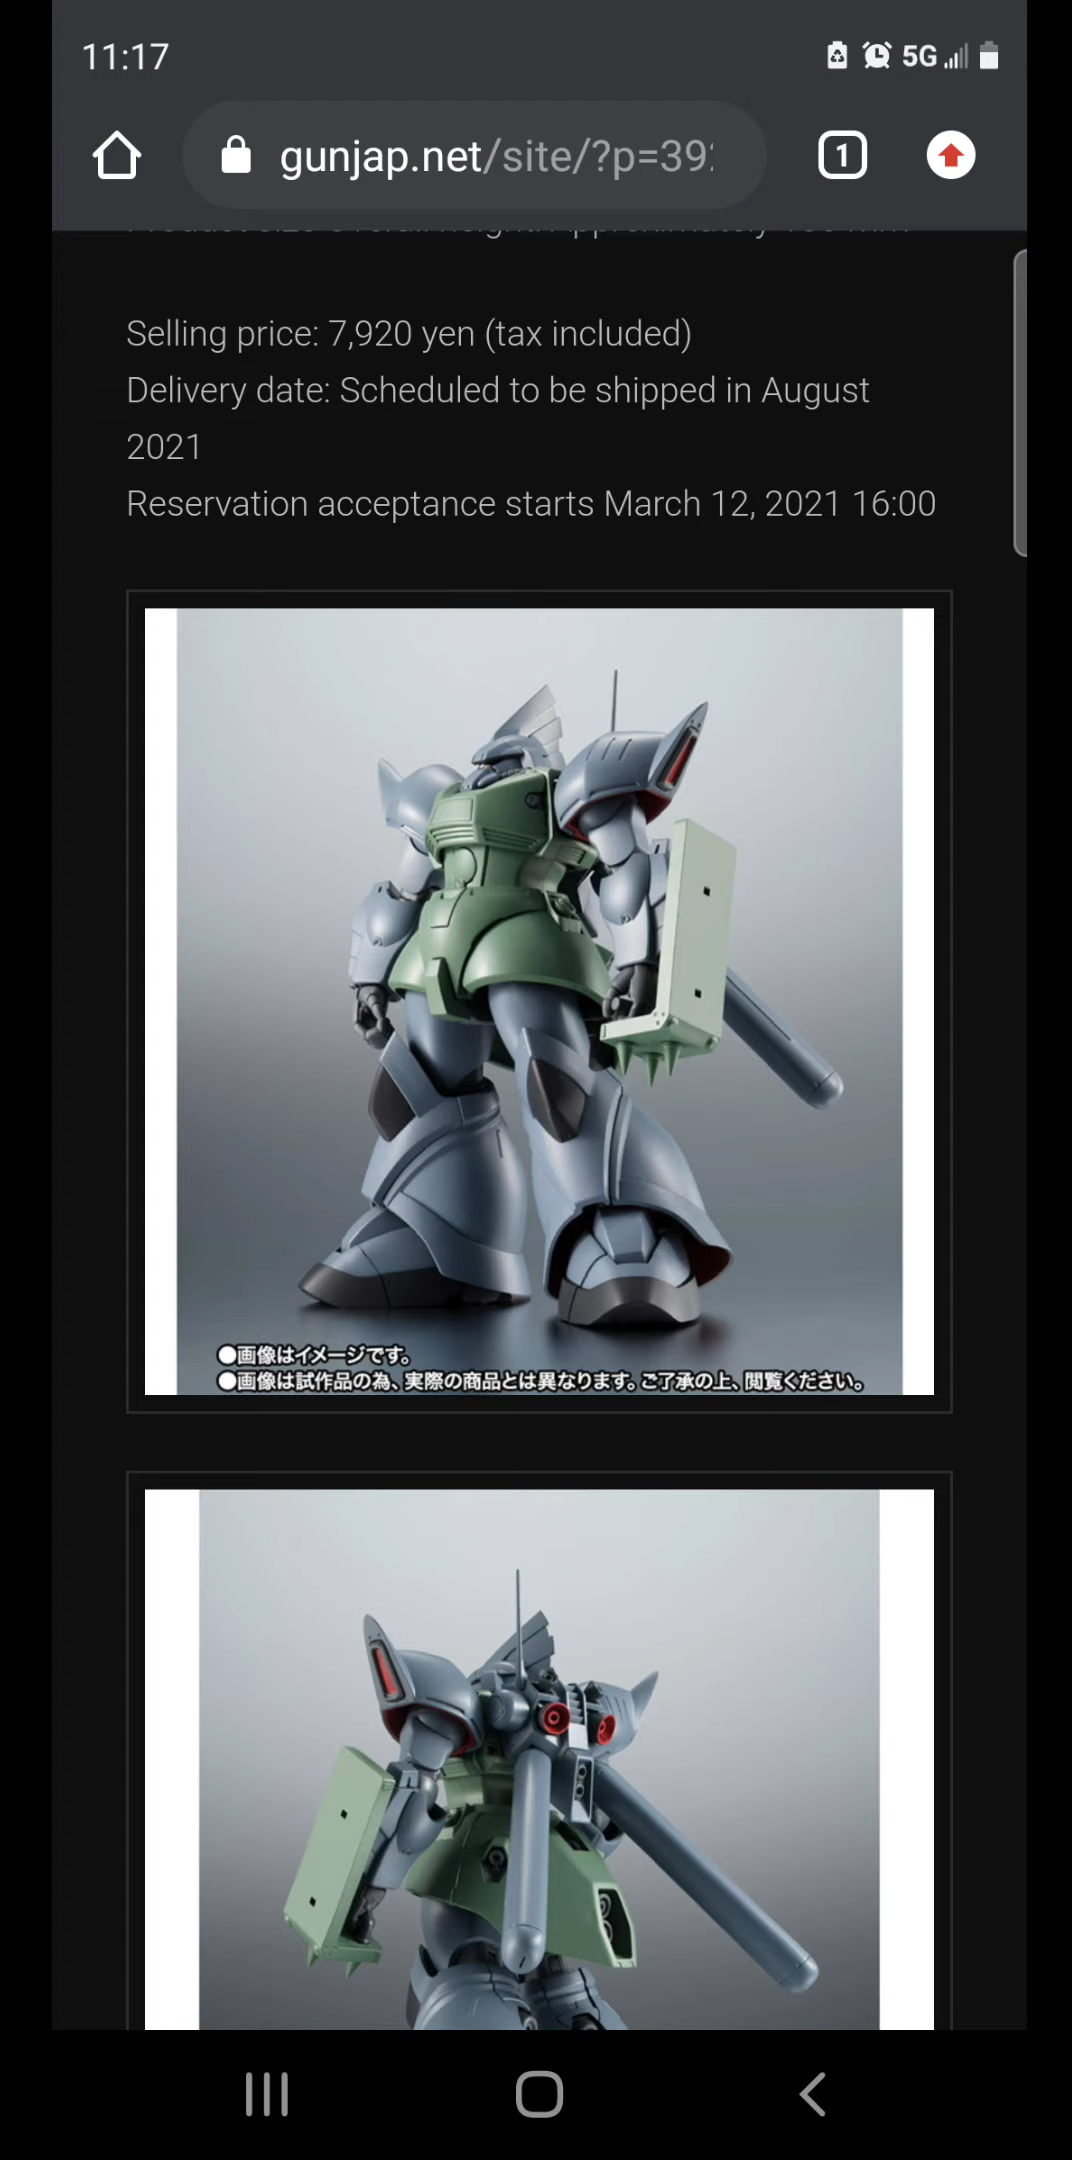 11:17
5G
gunjap.net/site/?p=39
1
Selling price: 7,920 yen (tax included)
Delivery date: Scheduled to be shipped in August
2021
Reservation acceptance starts March 12, 2021 16:00
●画像はイメージです。
●画像は試作品の為、実際の商品とは異なります。ご了承の上、閲覧ください。